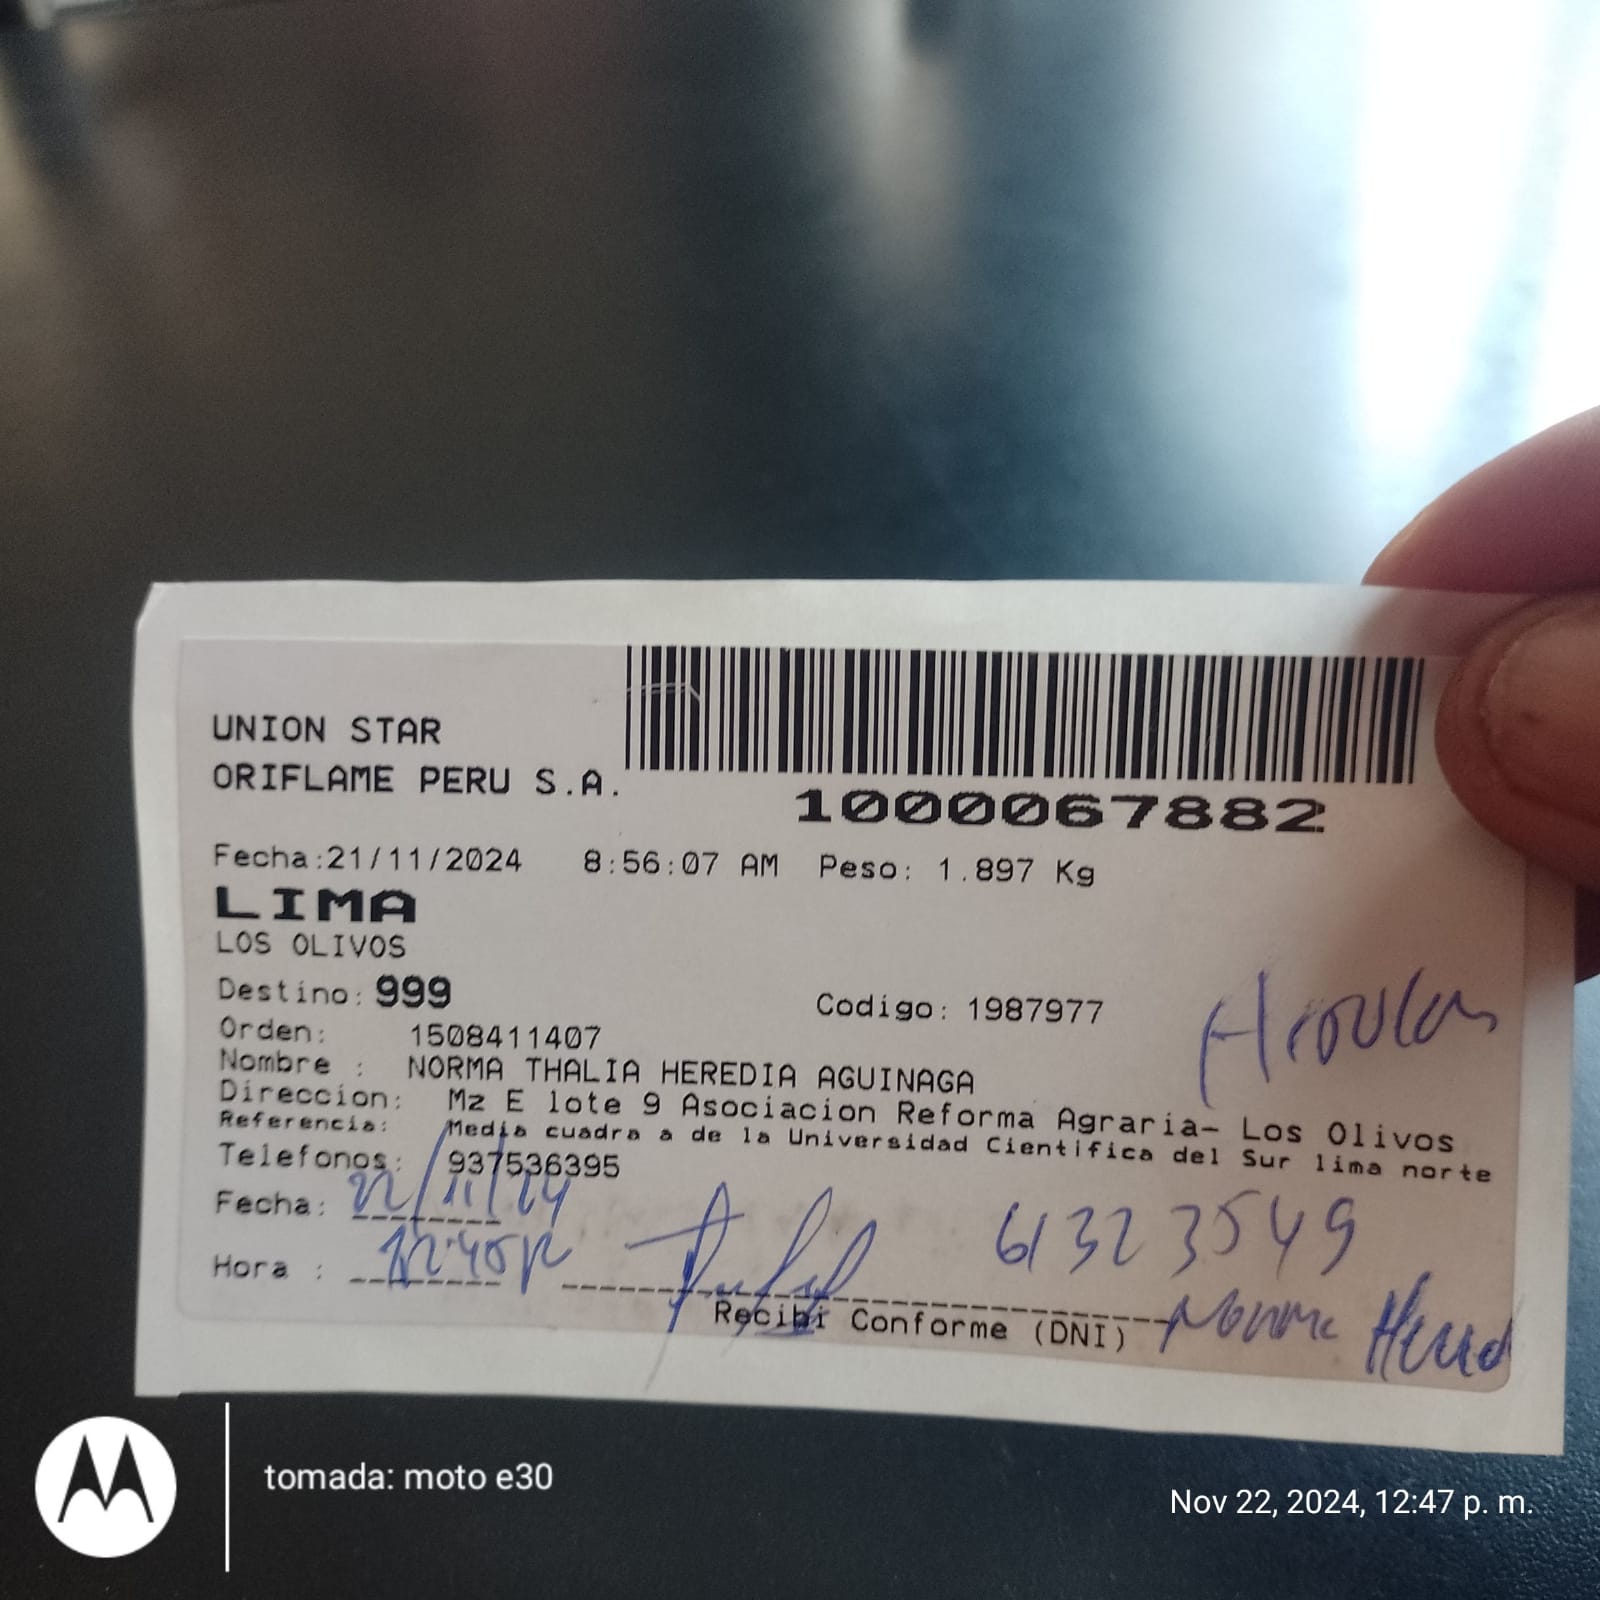 UNION STAR
ORIFLAME PERU S.A.
1000067882
Fecha:21/11/2024 8:56:07 AM Peso: 1.897 Kg
LIMA
LOS OLIVOS
Destino: 999 Codigo: 1987977
Orden: 1508411407
Nombre : NORMA THALIA HEREDIA AGUINAGA
Direccion: Mz E lote 9 Asociacion Reforma Agraria- Los Olivos
Referencia: Media cuadra a de la Universidad Cientifica del Sur lima norte
Telefonos: 937536395
Fecha: 22/11/24
Hora :
61323549
Recibi Conforme (DNI) Norma
tomada: moto e30
Nov 22, 2024, 12:47 p. m.